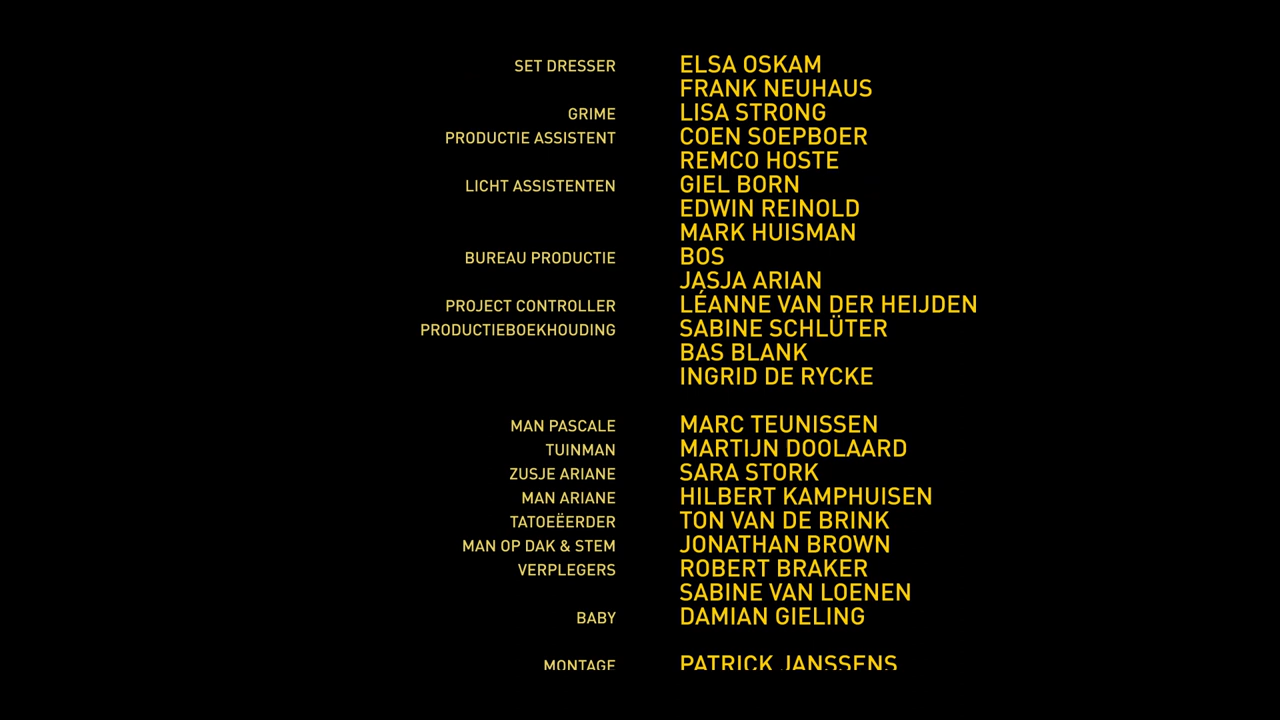 SET DRESSER ELSA OSKAM
FRANK NEUHAUS
GRIME LISA STRONG
PRODUCTIE ASSISTENT COEN SOEPBOER
REMCO HOSTE
LICHT ASSISTENTEN GIEL BORN
EDWIN REINOLD
MARK HUISMAN
BUREAU PRODUCTIE BOS
JASJA ARIAN
PROJECT CONTROLLER LÉANNE VAN DER HEIJDEN
PRODUCTIEBOEKHOUDING SABINE SCHLÜTER
BAS BLANK
INGRID DE RYCKE
MAN PASCALE MARC TEUNISSEN
TUINMAN MARTIJN DOOLAARD
ZUSJE ARIANE SARA STORK
MAN ARIANE HILBERT KAMPHUISEN
TATOEËERDER TON VAN DE BRINK
MAN OP DAK & STEM JONATHAN BROWN
VERPLEGERS ROBERT BRAKER
SABINE VAN LOENEN
BABY DAMIAN GIELING
MONTAGE PATRICK JANSSENS